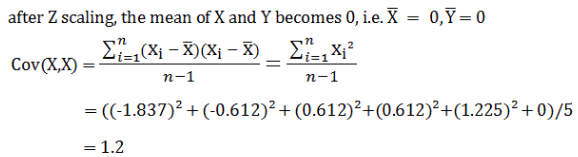 after Z scaling, the mean of X and Y becomes 0, i.e. X̅ = 0, Y̅ = 0
Cov(X,X) = ∑ⁿᵢ₌₁(Xᵢ − X̅)(Xᵢ − X̅) / n−1 = ∑ⁿᵢ₌₁ Xᵢ² / n−1
= ((-1.837)² + (-0.612)² + (0.612)²+(0.612)²+(1.225)² + 0)/5
= 1.2